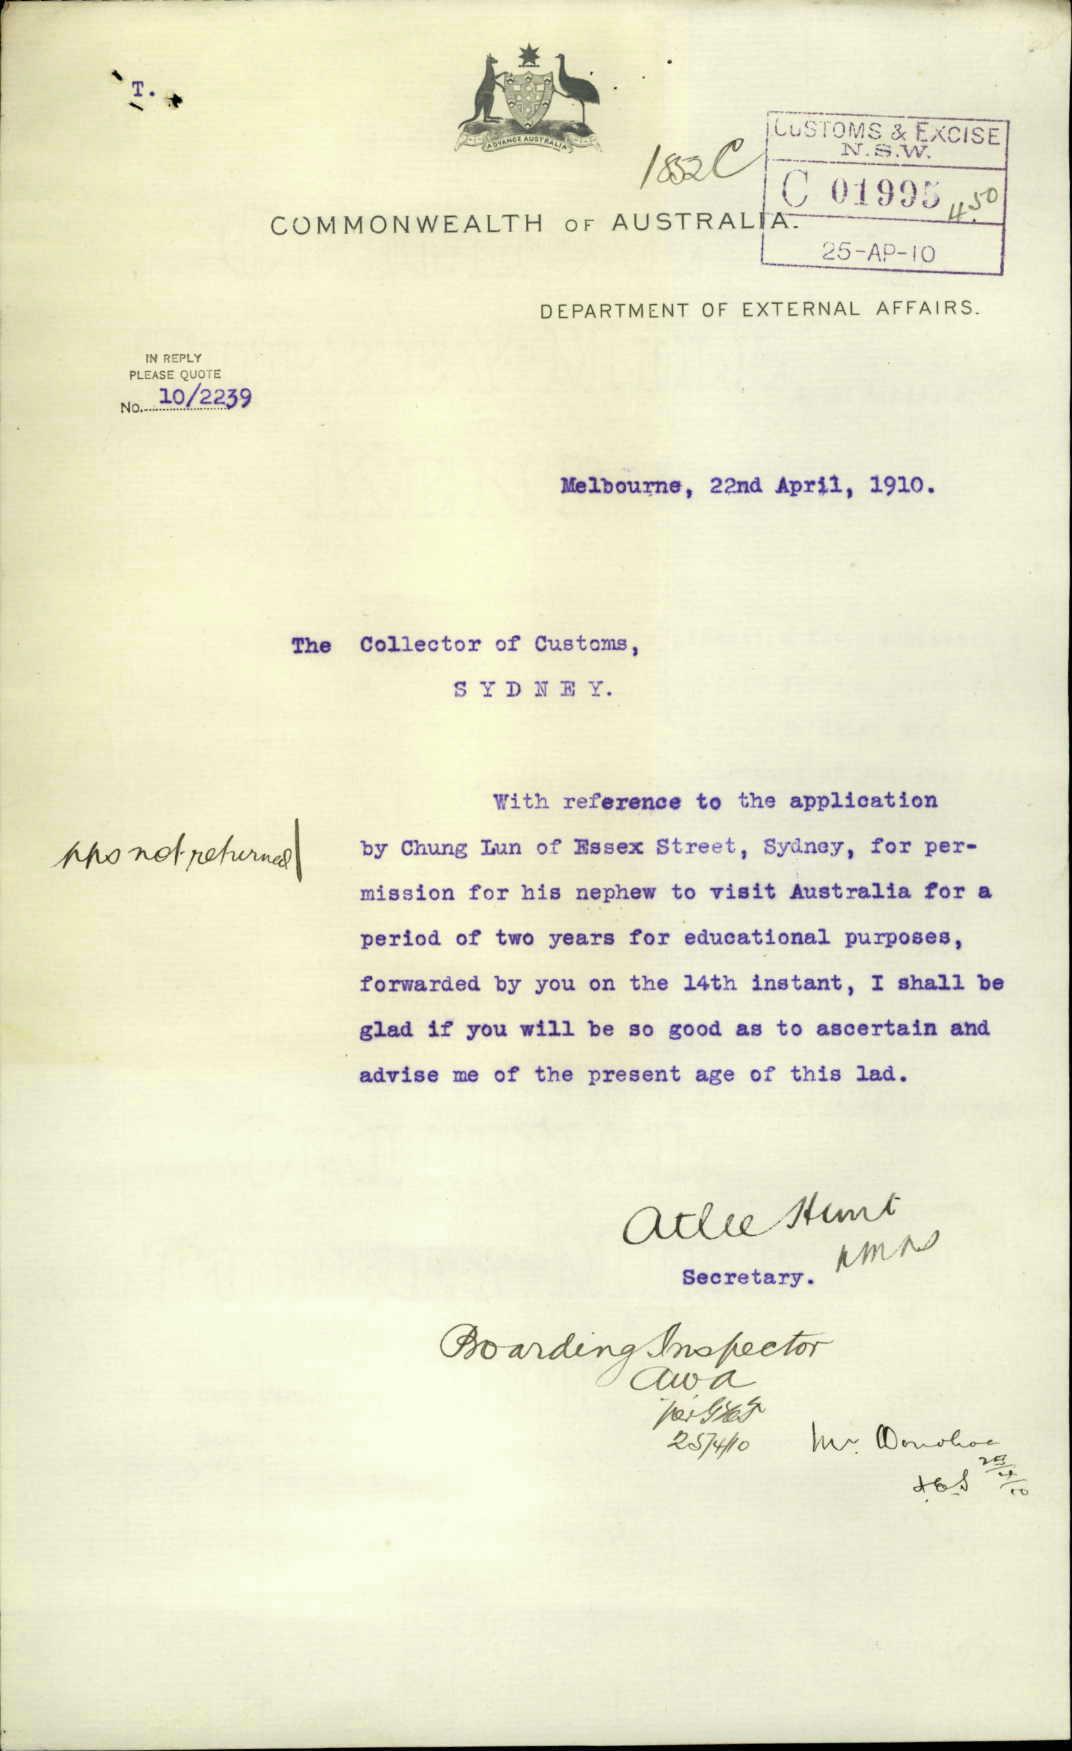 T.
ADVANCE AUSTRALIA
1852 C
CUSTOMS & EXCISE
N.S.W.
C 01995
4.50
25-AP-10
COMMONWEALTH OF AUSTRALIA.
DEPARTMENT OF EXTERNAL AFFAIRS.
IN REPLY
PLEASE QUOTE
No. 10/2239
Melbourne, 22nd April, 1910.
The Collector of Customs,
S Y D N E Y.
With reference to the application
by Chung Lun of Essex Street, Sydney, for per-
mission for his nephew to visit Australia for a
period of two years for educational purposes,
forwarded by you on the 14th instant, I shall be
glad if you will be so good as to ascertain and
advise me of the present age of this lad.
pps not returned
Atlee Hunt
Secretary.
Boarding Inspector
awa
25/4/10
Mr. Donohoe